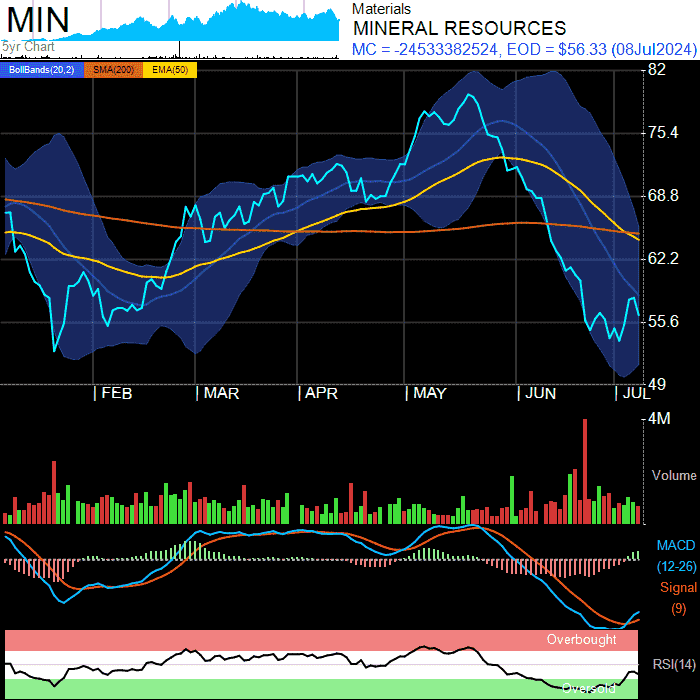 MIN
5yr Chart
Materials
MINERAL RESOURCES
MC = -24533382524, EOD = $56.33 (08Jul2024)
BollBands(20,2) SMA(200) EMA(50)
82
75.4
68.8
62.2
55.6
49
| FEB | MAR | APR | MAY | JUN | JUL
4M
Volume
MACD
(12-26)
Signal
(9)
Overbought
RSI(14)
Oversold